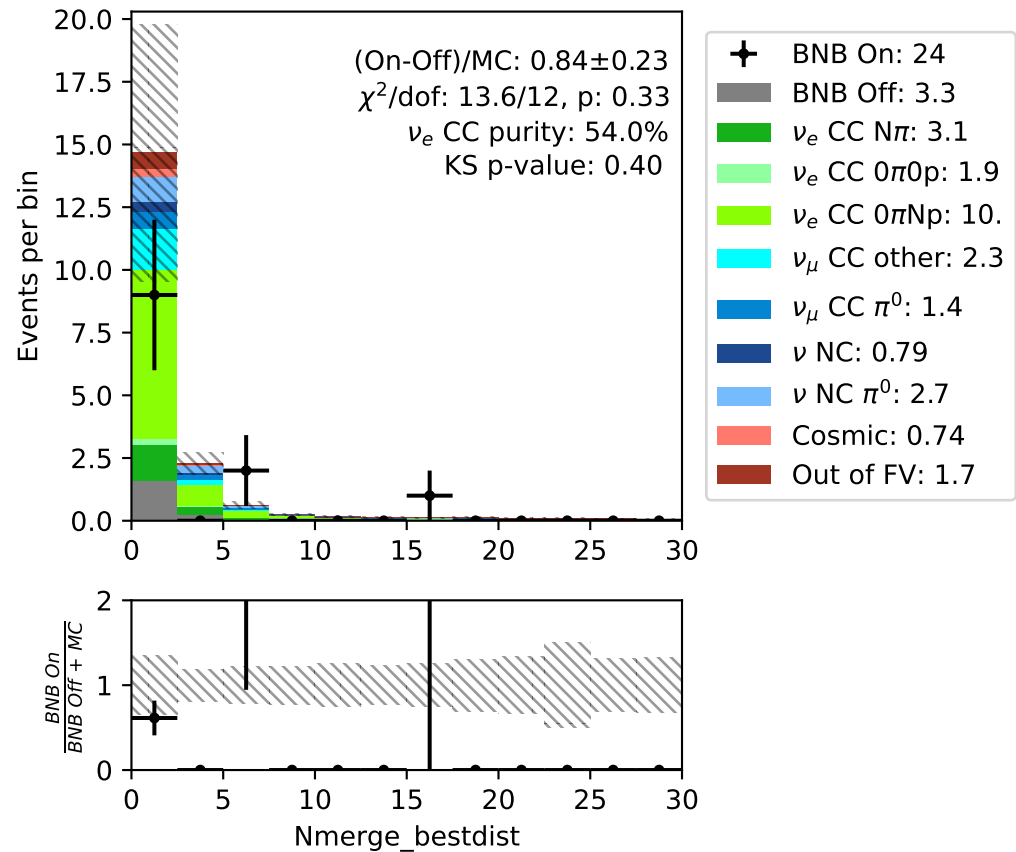 20.0
17.5
15.0
12.5
10.0
7.5
5.0
2.5
0.0
Events per bin
(On-Off)/MC: 0.84±0.23
χ²/dof: 13.6/12, p: 0.33
νₑ CC purity: 54.0%
KS p-value: 0.40
0 5 10 15 20 25 30
BNB On: 24
BNB Off: 3.3
νₑ CC Nπ: 3.1
νₑ CC 0π0p: 1.9
νₑ CC 0πNp: 10.
ν_μ CC other: 2.3
ν_μ CC π⁰: 1.4
ν NC: 0.79
ν NC π⁰: 2.7
Cosmic: 0.74
Out of FV: 1.7
2
1
0
BNB On
BNB Off + MC
0 5 10 15 20 25 30
Nmerge_bestdist